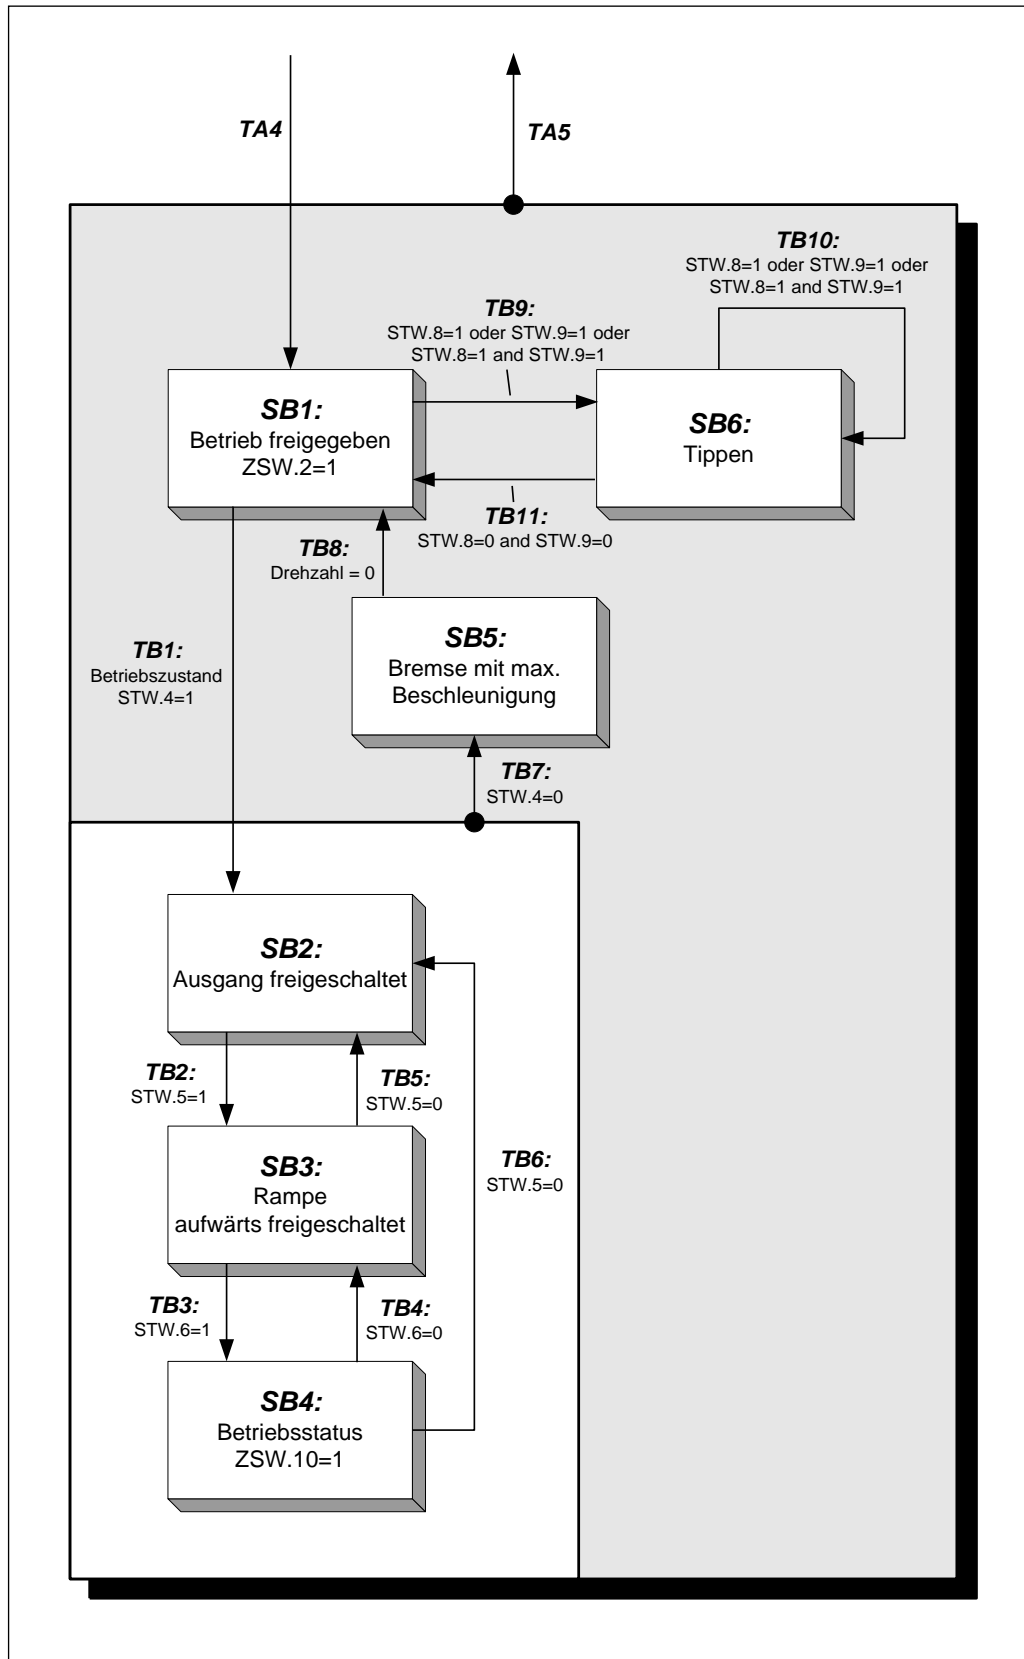 TA4
TA5
TB10:
STW.8=1 oder STW.9=1 oder
STW.8=1 and STW.9=1
TB9:
STW.8=1 oder STW.9=1 oder
STW.8=1 and STW.9=1
SB1:
Betrieb freigegeben
ZSW.2=1
SB6:
Tippen
TB11:
STW.8=0 and STW.9=0
TB8:
Drehzahl = 0
SB5:
Bremse mit max.
Beschleunigung
TB1:
Betriebszustand
STW.4=1
TB7:
STW.4=0
SB2:
Ausgang freigeschaltet
TB2:
STW.5=1
TB5:
STW.5=0
SB3:
Rampe
aufwärts freigeschaltet
TB6:
STW.5=0
TB3:
STW.6=1
TB4:
STW.6=0
SB4:
Betriebsstatus
ZSW.10=1